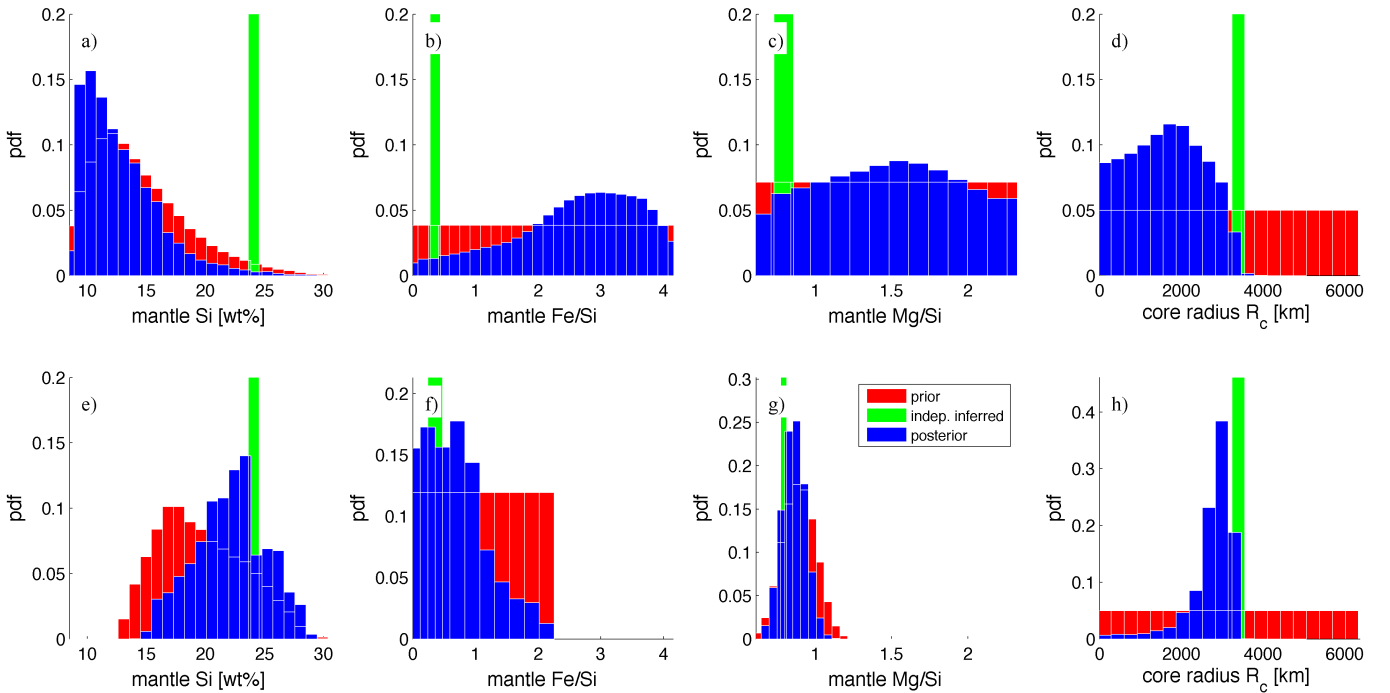 a)
0.2
0.15
0.1
0.05
0
pdf
10 15 20 25 30
mantle Si [wt%]
b)
0.2
0.15
0.1
0.05
0
pdf
0 1 2 3 4
mantle Fe/Si
c)
0.2
0.15
0.1
0.05
0
pdf
1 2
mantle Mg/Si
d)
0.2
0.15
0.1
0.05
0
pdf
0 2000 4000 6000
core radius R_c [km]
e)
0.2
0.15
0.1
0.05
0
pdf
10 15 20 25 30
mantle Si [wt%]
f)
0.2
0.15
0.1
0.05
0
pdf
0 1 2 3 4
mantle Fe/Si
g)
0.3
0.25
0.2
0.15
0.1
0.05
0
pdf
1 2
mantle Mg/Si
prior
indep. inferred
posterior
h)
0.4
0.3
0.2
0.1
0
pdf
0 2000 4000 6000
core radius R_c [km]